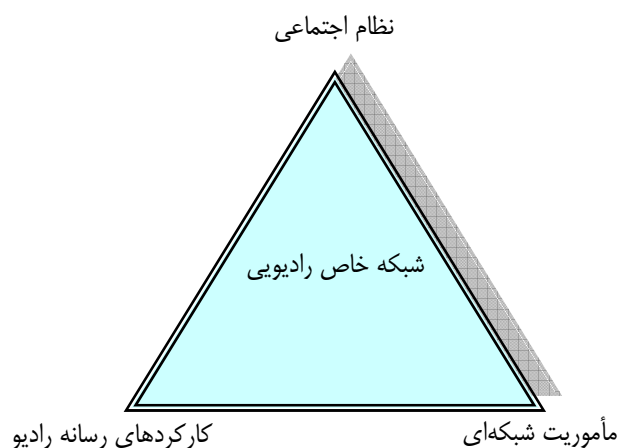 نظام اجتماعی
شبکه خاص رادیویی
مأموریت شبکه‌ای
کارکردهای رسانه رادیو